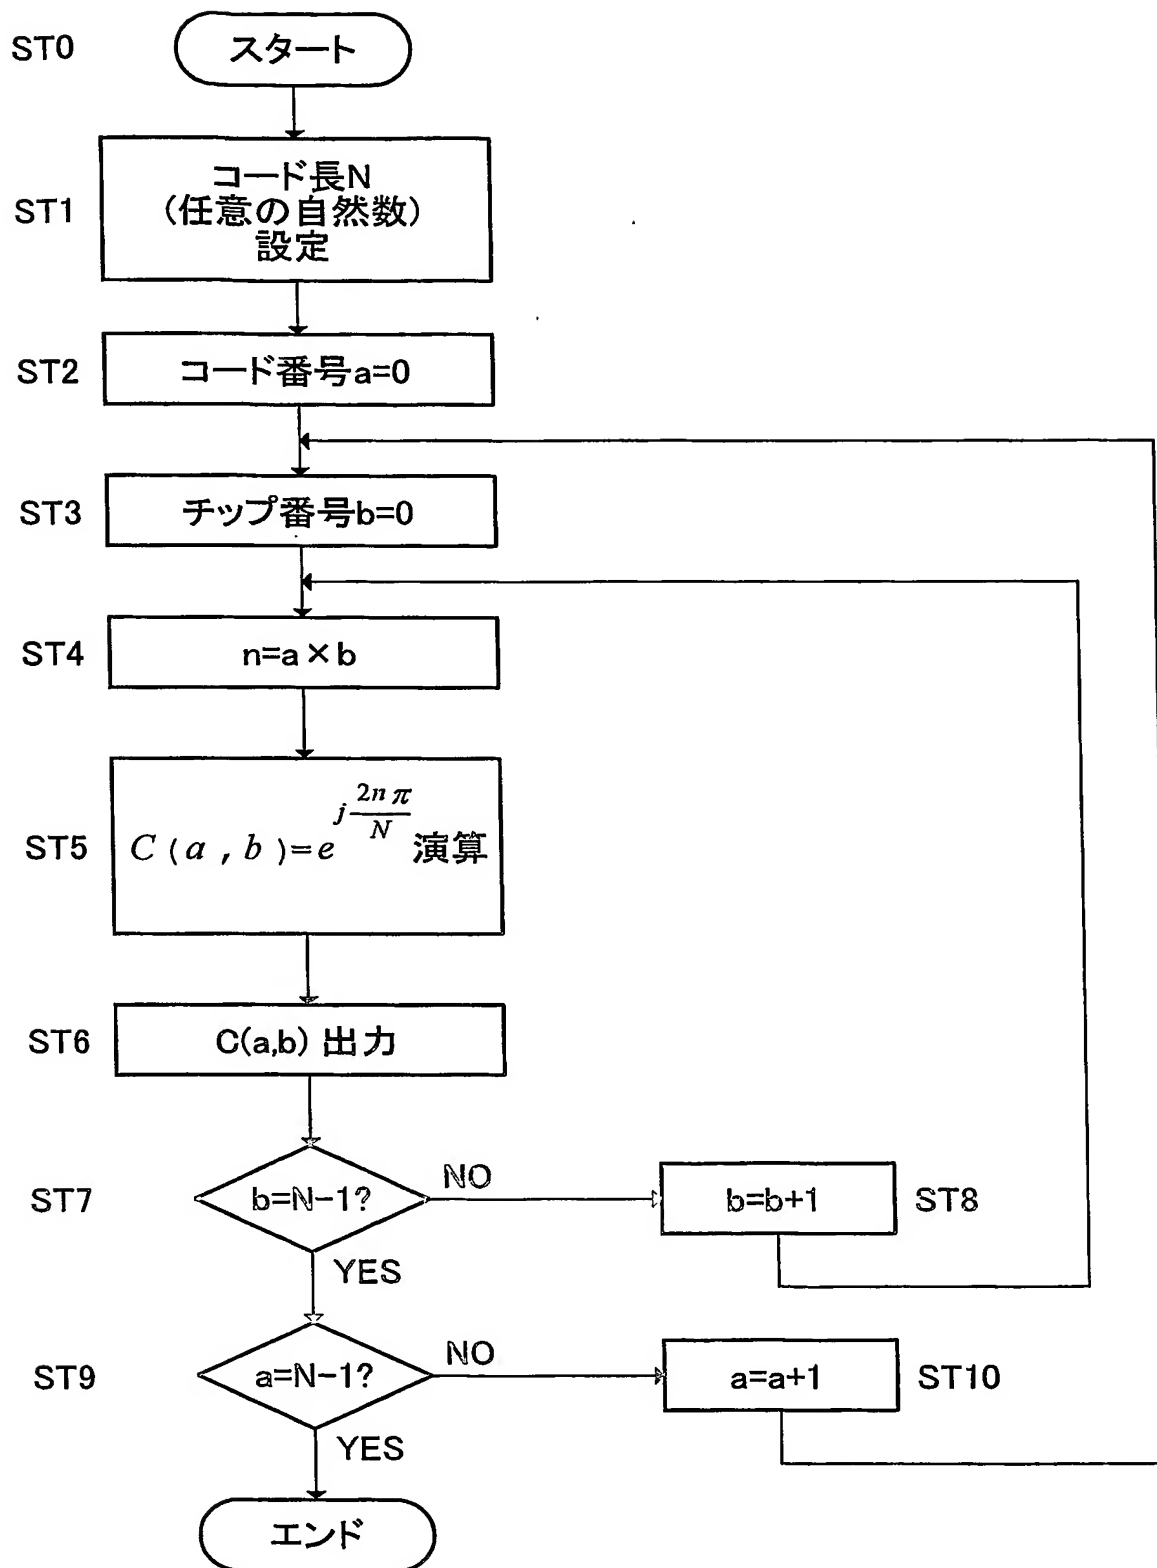 ST0
スタート
ST1
コード長N
(任意の自然数)
設定
ST2
コード番号a=0
ST3
チップ番号b=0
ST4
n=a×b
ST5
C(a,b)=e^{j\frac{2nπ}{N}}演算
ST6
C(a,b) 出力
ST7
b=N-1?
NO
b=b+1
ST8
YES
ST9
a=N-1?
NO
a=a+1
ST10
YES
エンド